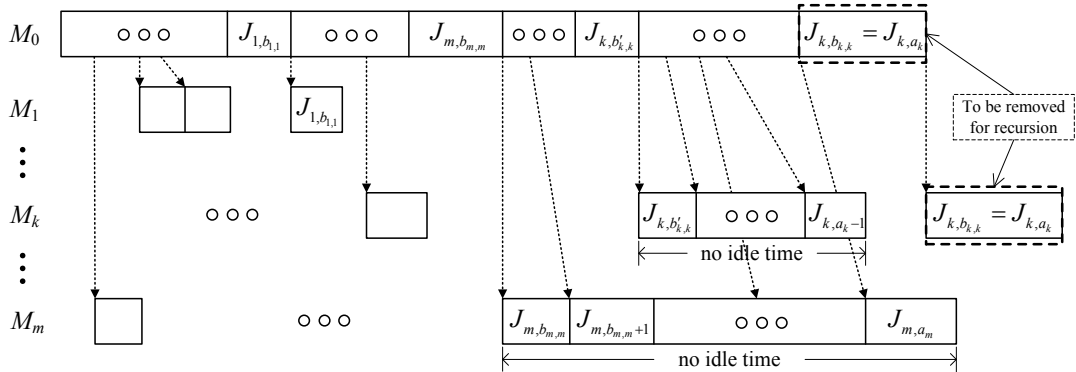 M_0 ○○○ J_{1,b_{1,1}} ○○○ J_{m,b_{m,m}} ○○○ J_{k,b'_{k,k}} ○○○ J_{k,b_{k,k}} = J_{k,a_k}
M_1 J_{1,b_{1,1}}
To be removed
for recursion
M_k ○○○ J_{k,b'_{k,k}} ○○○ J_{k,a_k-1} J_{k,b_{k,k}} = J_{k,a_k}
no idle time
M_m ○○○ J_{m,b_{m,m}} J_{m,b_{m,m}+1} ○○○ J_{m,a_m}
no idle time